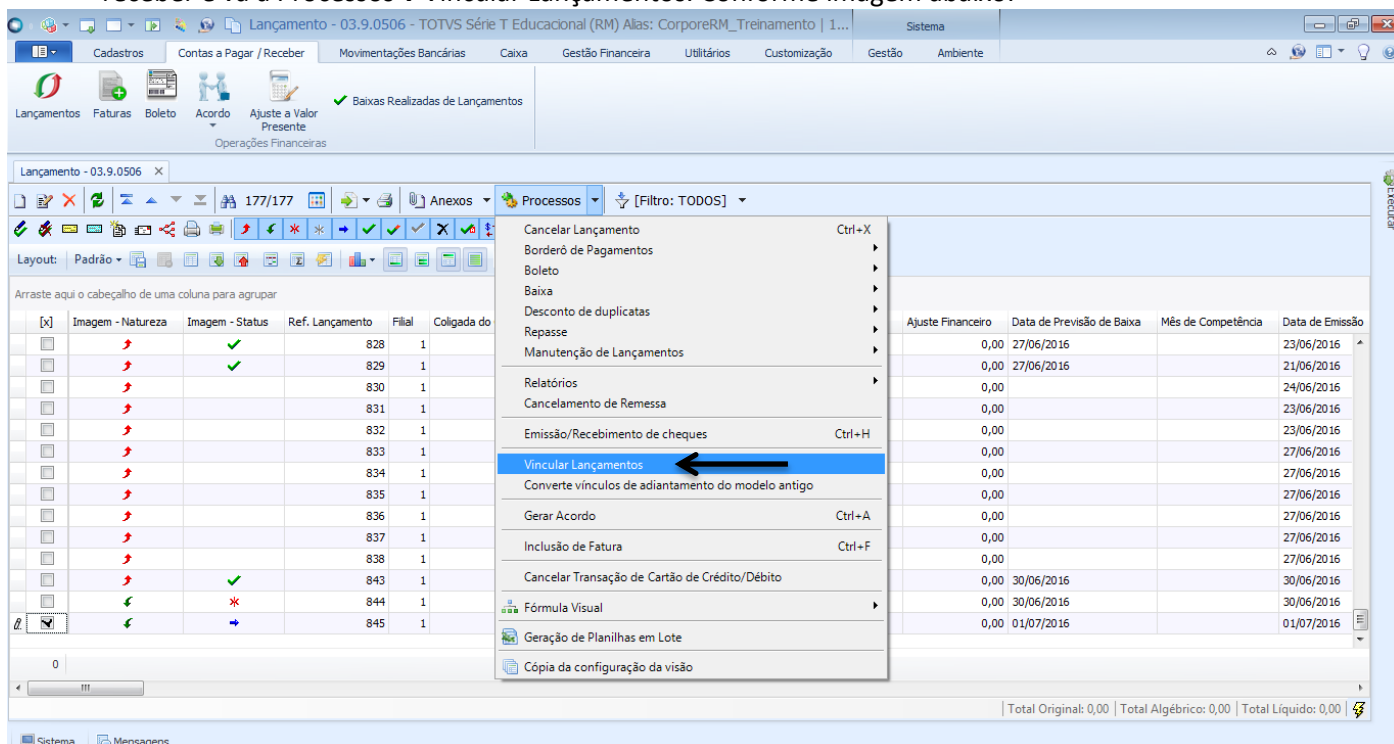 Lançamento - 03.9.0506 - TOTVS Série T Educacional (RM) Alias: CorporeRM_Treinamento | 1...
Sistema
Cadastros Contas a Pagar / Receber Movimentações Bancárias Caixa Gestão Financeira Utilitários Customização Gestão Ambiente
Lançamentos Faturas Boleto Acordo Ajuste a Valor Presente
Baixas Realizadas de Lançamentos
Operações Financeiras
Lançamento - 03.9.0506
Executar
177/177 Anexos Processos [Filtro: TODOS]
Layout: Padrão
Arraste aqui o cabeçalho de uma coluna para agrupar
[x] Imagem - Natureza Imagem - Status Ref. Lançamento Filial Coligada do Ajuste Financeiro Data de Previsão de Baixa Mês de Competência Data de Emissão
828 1 0,00 27/06/2016 23/06/2016
829 1 0,00 27/06/2016 21/06/2016
830 1 0,00 24/06/2016
831 1 0,00 23/06/2016
832 1 0,00 23/06/2016
833 1 0,00 27/06/2016
834 1 0,00 27/06/2016
835 1 0,00 27/06/2016
836 1 0,00 27/06/2016
837 1 0,00 27/06/2016
838 1 0,00 27/06/2016
843 1 0,00 30/06/2016 30/06/2016
844 1 0,00 30/06/2016 30/06/2016
845 1 0,00 01/07/2016 01/07/2016
0
Cancelar Lançamento Ctrl+X
Borderô de Pagamentos
Boleto
Baixa
Desconto de duplicatas
Repasse
Manutenção de Lançamentos
Relatórios
Cancelamento de Remessa
Emissão/Recebimento de cheques Ctrl+H
Vincular Lançamentos
Converte vínculos de adiantamento do modelo antigo
Gerar Acordo Ctrl+A
Inclusão de Fatura Ctrl+F
Cancelar Transação de Cartão de Crédito/Débito
Fórmula Visual
Geração de Planilhas em Lote
Cópia da configuração da visão
Total Original: 0,00 | Total Algébrico: 0,00 | Total Líquido: 0,00
Sistema Mensagens